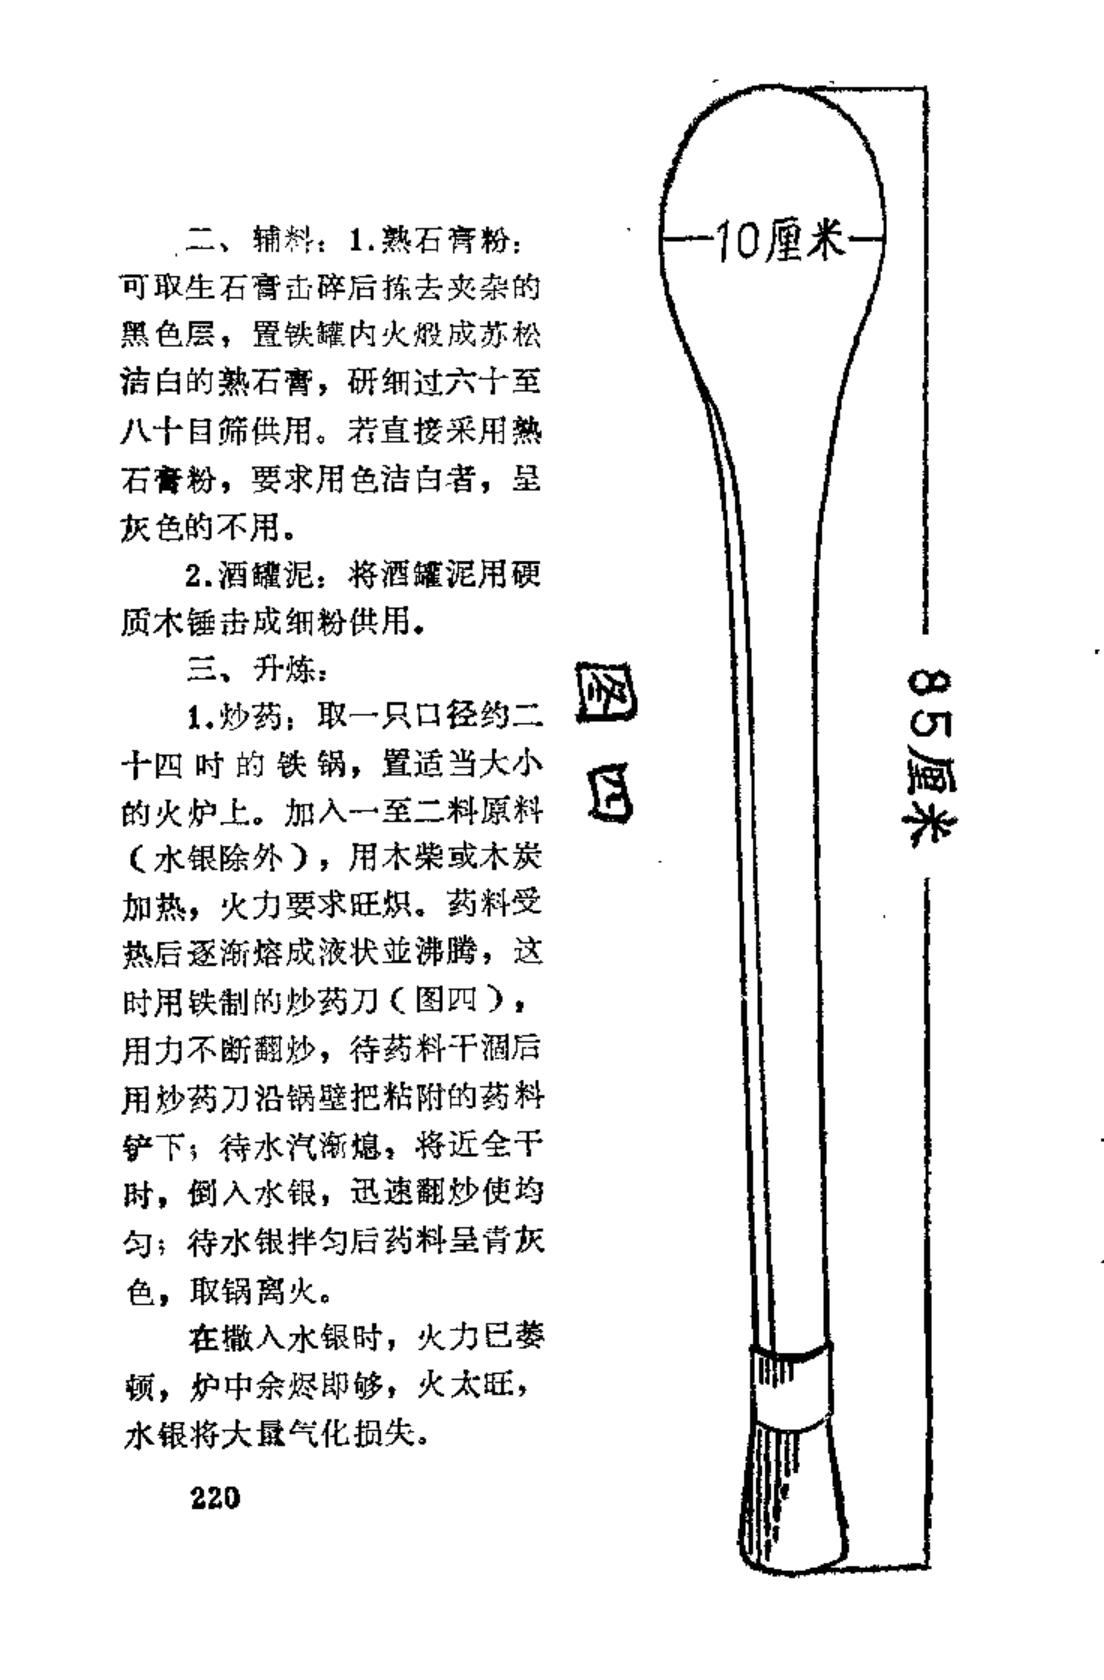 二、辅料：1.熟石膏粉：
可取生石膏击碎后拣去夹杂的
黑色层，置铁罐内火煅成苏松
洁白的熟石膏，研细过六十至
八十目筛供用。若直接采用熟
石膏粉，要求用色洁白者，呈
灰色的不用。
2.酒罐泥：将酒罐泥用硬
质木锤击成细粉供用。
三、升炼：
1.炒药：取一只口径约二
十四吋的铁锅，置适当大小
的火炉上。加入一至二料原料
（水银除外），用木柴或木炭
加热，火力要求旺炽。药料受
热后逐渐熔成液状並沸腾，这
时用铁制的炒药刀（图四），
用力不断翻炒，待药料干涸后
用炒药刀沿锅壁把粘附的药料
铲下；待水汽渐熄，将近全干
时，倒入水银，迅速翻炒使均
匀；待水银拌匀后药料呈青灰
色，取锅离火。
在撒入水银时，火力已萎
顿，炉中余烬即够，火太旺，
水银将大量气化损失。
220
10厘米
图四
85厘米